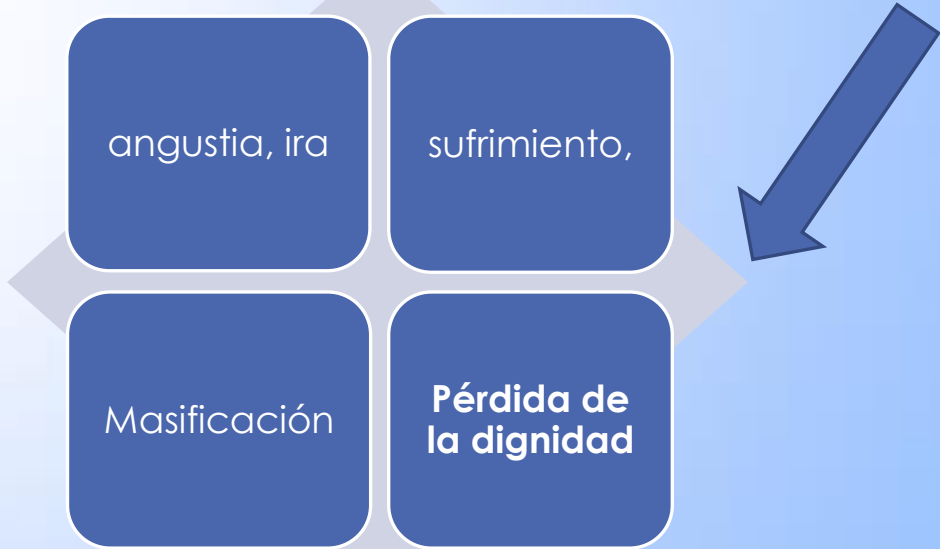 angustia, ira
sufrimiento,
Masificación
Pérdida de
la dignidad